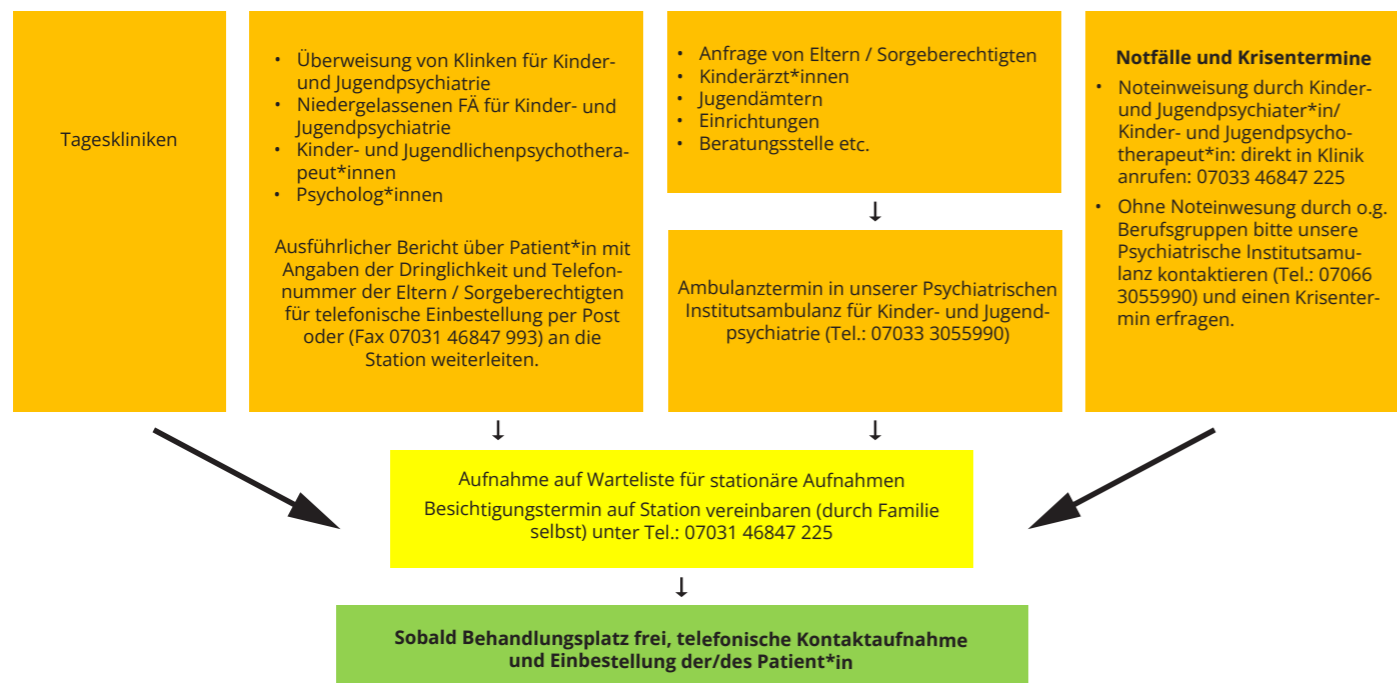 Tageskliniken
• Überweisung von Klinken für Kinder-
und Jugendpsychiatrie
• Niedergelassenen FÄ für Kinder- und
Jugendpsychiatrie
• Kinder- und Jugendlichenpsychothera-
peut*innen
• Psycholog*innen
Ausführlicher Bericht über Patient*in mit
Angaben der Dringlichkeit und Telefon-
nummer der Eltern / Sorgeberechtigten
für telefonische Einbestellung per Post
oder (Fax 07031 46847 993) an die
Station weiterleiten.
• Anfrage von Eltern / Sorgeberechtigten
• Kinderärzt*innen
• Jugendämtern
• Einrichtungen
• Beratungsstelle etc.
↓
Ambulanztermin in unserer Psychiatrischen
Institutsambulanz für Kinder- und Jugend-
psychiatrie (Tel.: 07033 3055990)
Notfälle und Krisentermine
• Noteinweisung durch Kinder-
und Jugendpsychiater*in/
Kinder- und Jugendpsycho-
therapeut*in: direkt in Klinik
anrufen: 07033 46847 225
• Ohne Noteinwesung durch o.g.
Berufsgruppen bitte unsere
Psychiatrische Institutsamu-
lanz kontaktieren (Tel.: 07066
3055990) und einen Krisenter-
min erfragen.
↓ ↓
Aufnahme auf Warteliste für stationäre Aufnahmen
Besichtigungstermin auf Station vereinbaren (durch Familie
selbst) unter Tel.: 07031 46847 225
↓
Sobald Behandlungsplatz frei, telefonische Kontaktaufnahme
und Einbestellung der/des Patient*in